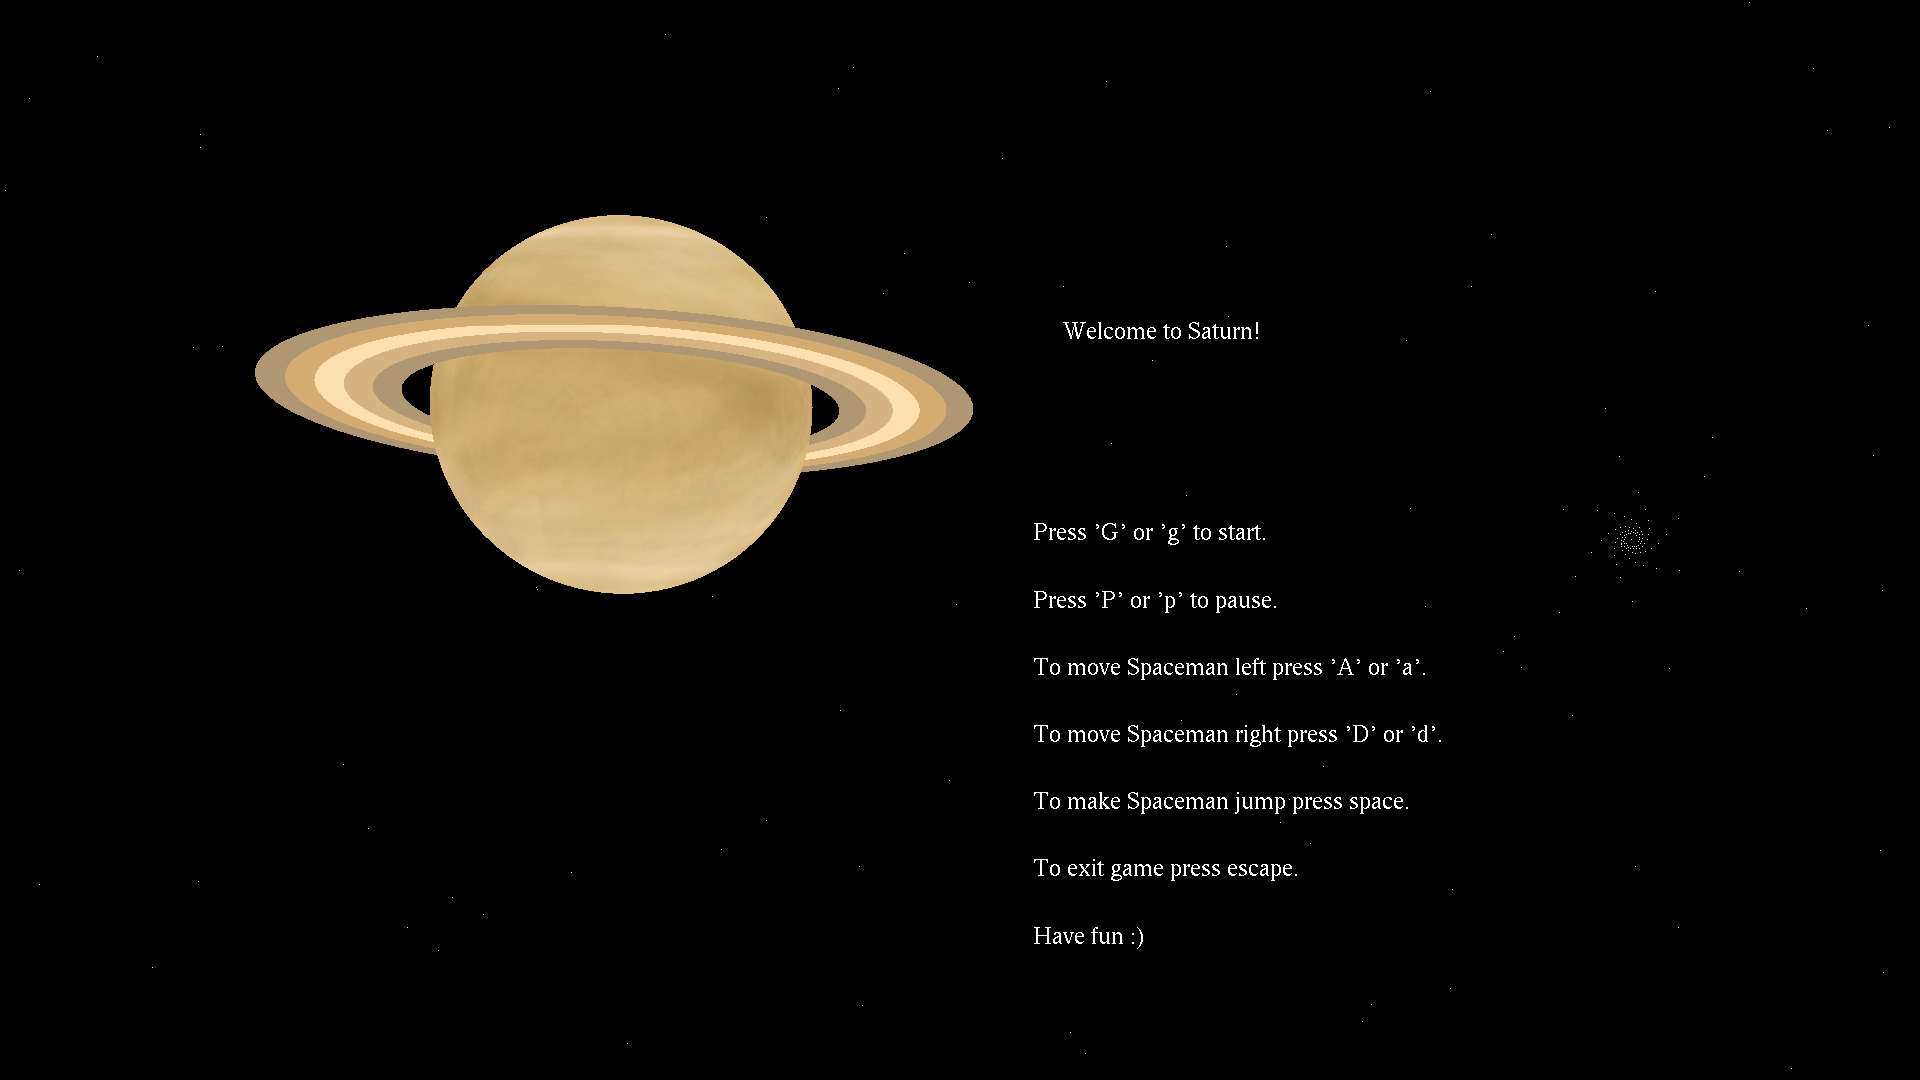 Welcome to Saturn!
Press ’G’ or ’g’ to start.
Press ’P’ or ’p’ to pause.
To move Spaceman left press ’A’ or ’a’.
To move Spaceman right press ’D’ or ’d’.
To make Spaceman jump press space.
To exit game press escape.
Have fun :)